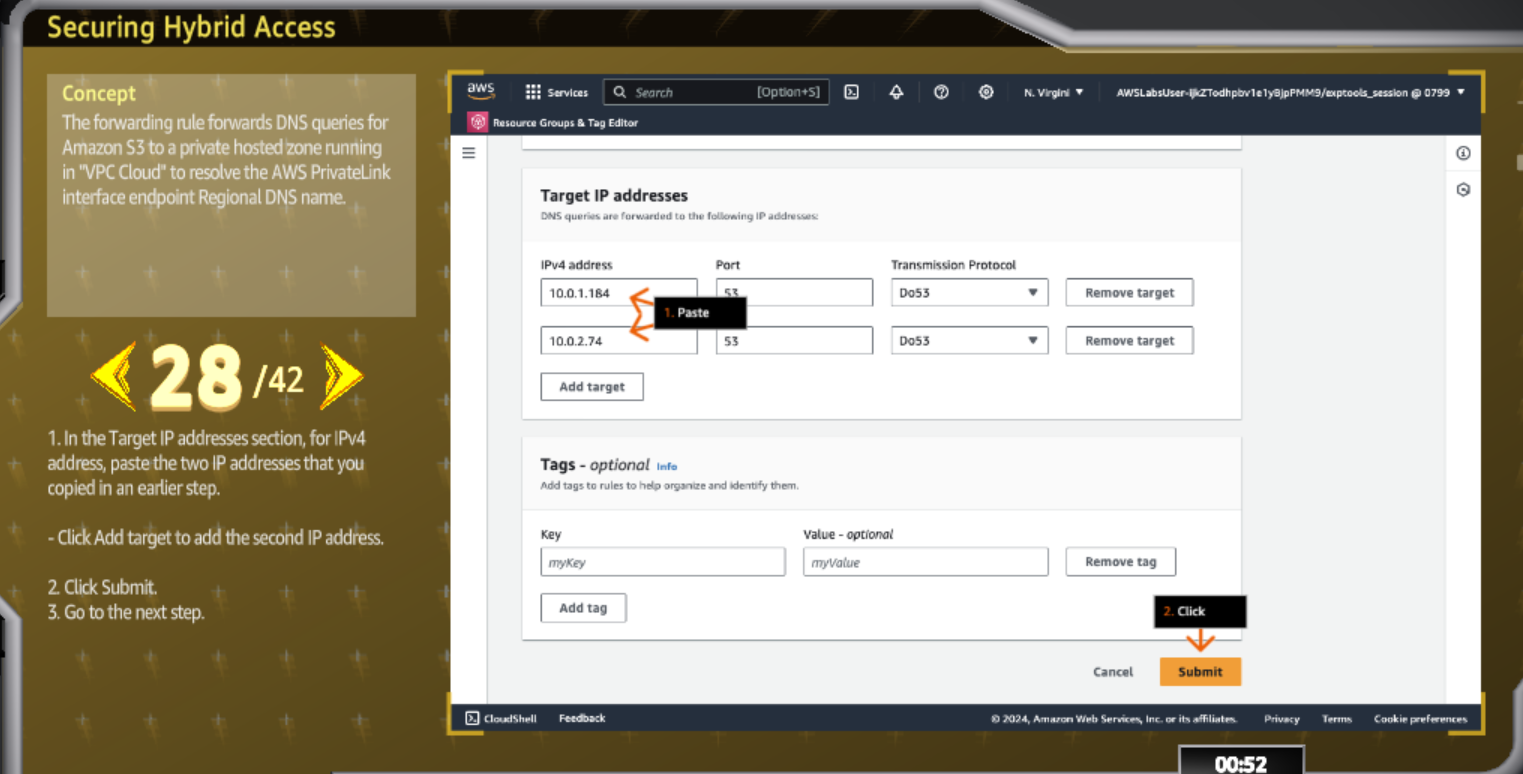 Securing Hybrid Access
Concept
The forwarding rule forwards DNS queries for
Amazon S3 to a private hosted zone running
in "VPC Cloud" to resolve the AWS PrivateLink
interface endpoint Regional DNS name.
28/42
1. In the Target IP addresses section, for IPv4
address, paste the two IP addresses that you
copied in an earlier step.
- Click Add target to add the second IP address.
2. Click Submit.
3. Go to the next step.
aws Services Search [Option+S] N. Virgini AWSLabsUser-ijkZTodhpbv1e1y8jpPMM9/exptools_session @ 0799
Resource Groups & Tag Editor
Target IP addresses
DNS queries are forwarded to the following IP addresses:
IPv4 address Port Transmission Protocol
10.0.1.184 53 Do53 Remove target
1. Paste
10.0.2.74 53 Do53 Remove target
Add target
Tags - optional Info
Add tags to rules to help organize and identify them.
Key Value - optional
myKey myValue Remove tag
Add tag
2. Click
Cancel Submit
CloudShell Feedback © 2024, Amazon Web Services, Inc. or its affiliates. Privacy Terms Cookie preferences
00:52